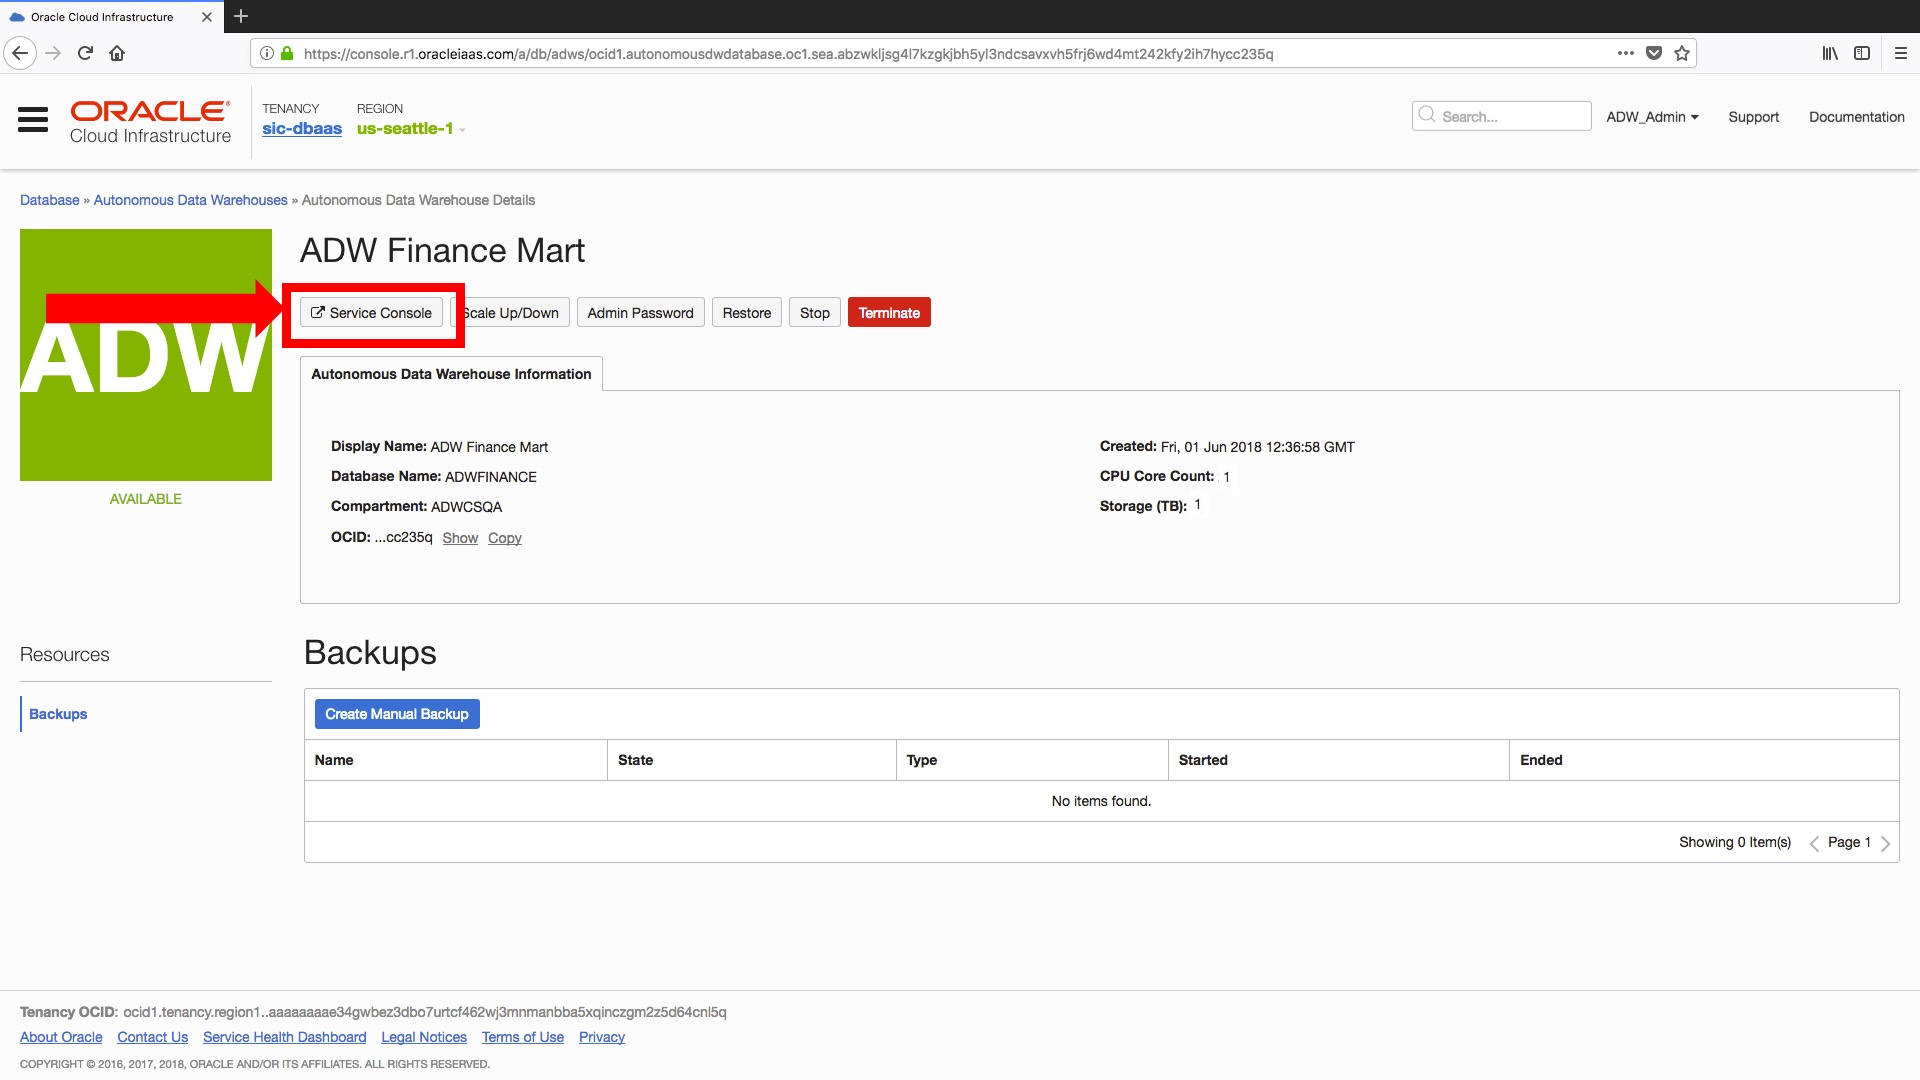 Oracle Cloud Infrastructure
https://console.r1.oracleiaas.com/a/db/adws/ocid1.autonomousdwdatabase.oc1.sea.abzwkljsg4l7kzgkjbh5yl3ndcsavxvh5frj6wd4mt242kfy2ih7hycc235q
ORACLE
Cloud Infrastructure
TENANCY
sic-dbaas
REGION
us-seattle-1
Search...
ADW_Admin
Support
Documentation
Database » Autonomous Data Warehouses » Autonomous Data Warehouse Details
ADW
AVAILABLE
ADW Finance Mart
Service Console
Scale Up/Down
Admin Password
Restore
Stop
Terminate
Autonomous Data Warehouse Information
Display Name: ADW Finance Mart
Database Name: ADWFINANCE
Compartment: ADWCSQA
OCID: ...cc235q Show Copy
Created: Fri, 01 Jun 2018 12:36:58 GMT
CPU Core Count: 1
Storage (TB): 1
Resources
Backups
Backups
Create Manual Backup
Name State Type Started Ended
No items found.
Showing 0 Item(s) Page 1
Tenancy OCID: ocid1.tenancy.region1..aaaaaaaae34gwbez3dbo7urtcf462wj3mnmanbba5xqinczgm2z5d64cnl5q
About Oracle Contact Us Service Health Dashboard Legal Notices Terms of Use Privacy
COPYRIGHT © 2016, 2017, 2018, ORACLE AND/OR ITS AFFILIATES. ALL RIGHTS RESERVED.